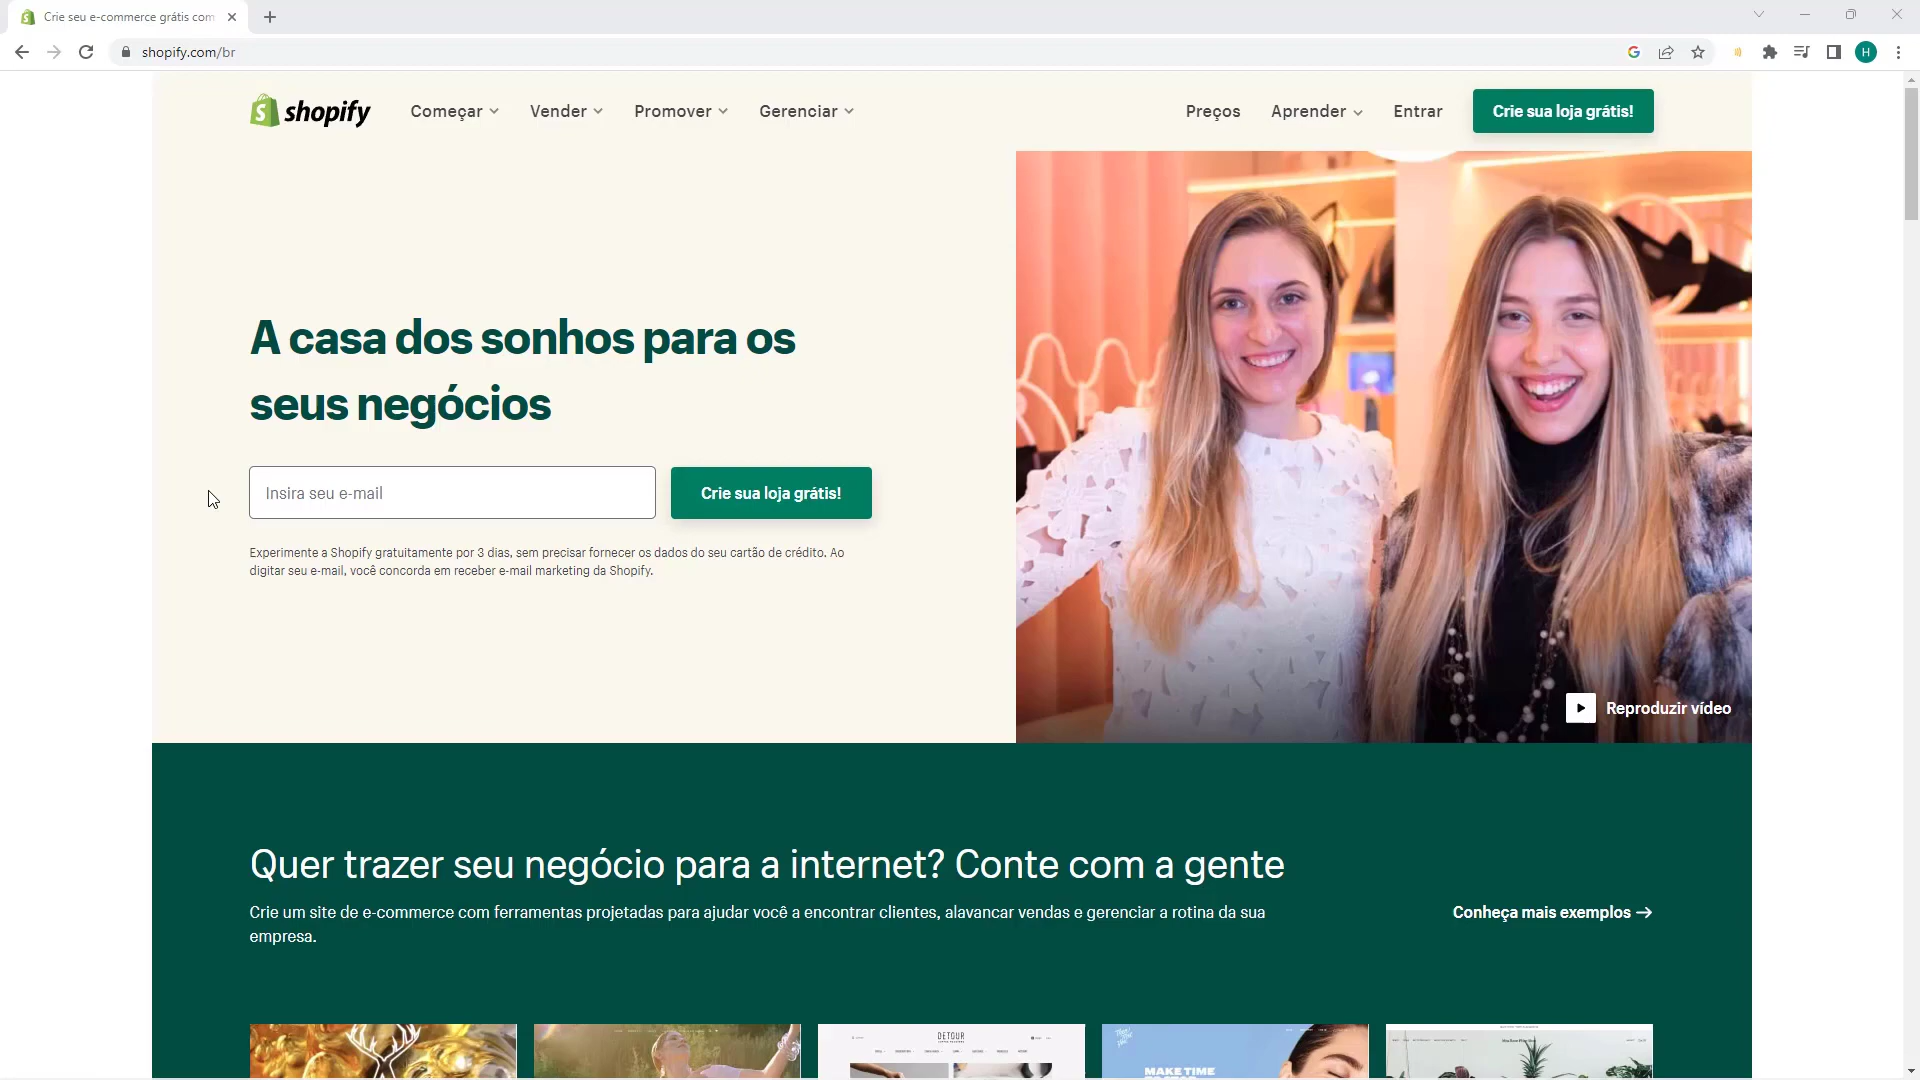 Crie seu e-commerce grátis com
shopify.com/br
H
shopify
Começar
Vender
Promover
Gerenciar
Preços
Aprender
Entrar
Crie sua loja grátis!
A casa dos sonhos para os
seus negócios
Insira seu e-mail
Crie sua loja grátis!
Experimente a Shopify gratuitamente por 3 dias, sem precisar fornecer os dados do seu cartão de crédito. Ao
digitar seu e-mail, você concorda em receber e-mail marketing da Shopify.
Reproduzir vídeo
Quer trazer seu negócio para a internet? Conte com a gente
Crie um site de e-commerce com ferramentas projetadas para ajudar você a encontrar clientes, alavancar vendas e gerenciar a rotina da sua
empresa.
Conheça mais exemplos →
DETOUR
MAKE TIME